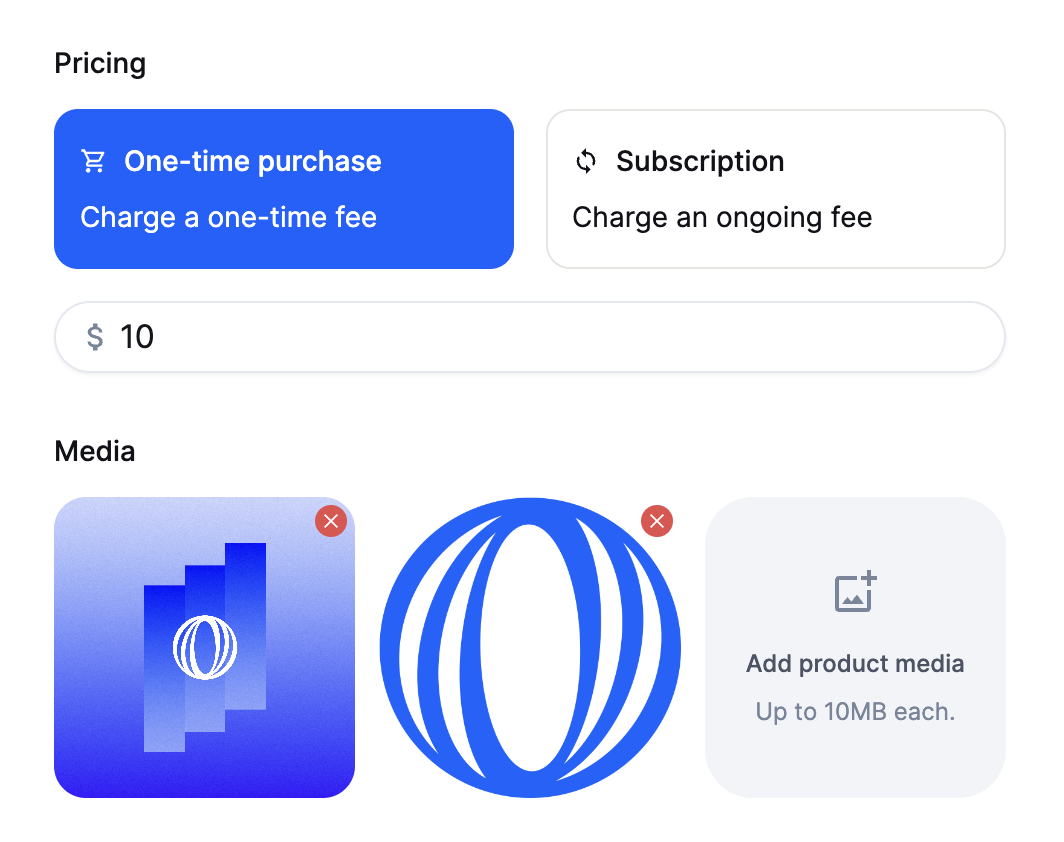 Pricing
One-time purchase
Charge a one-time fee
Subscription
Charge an ongoing fee
$ 10
Media
Add product media
Up to 10MB each.